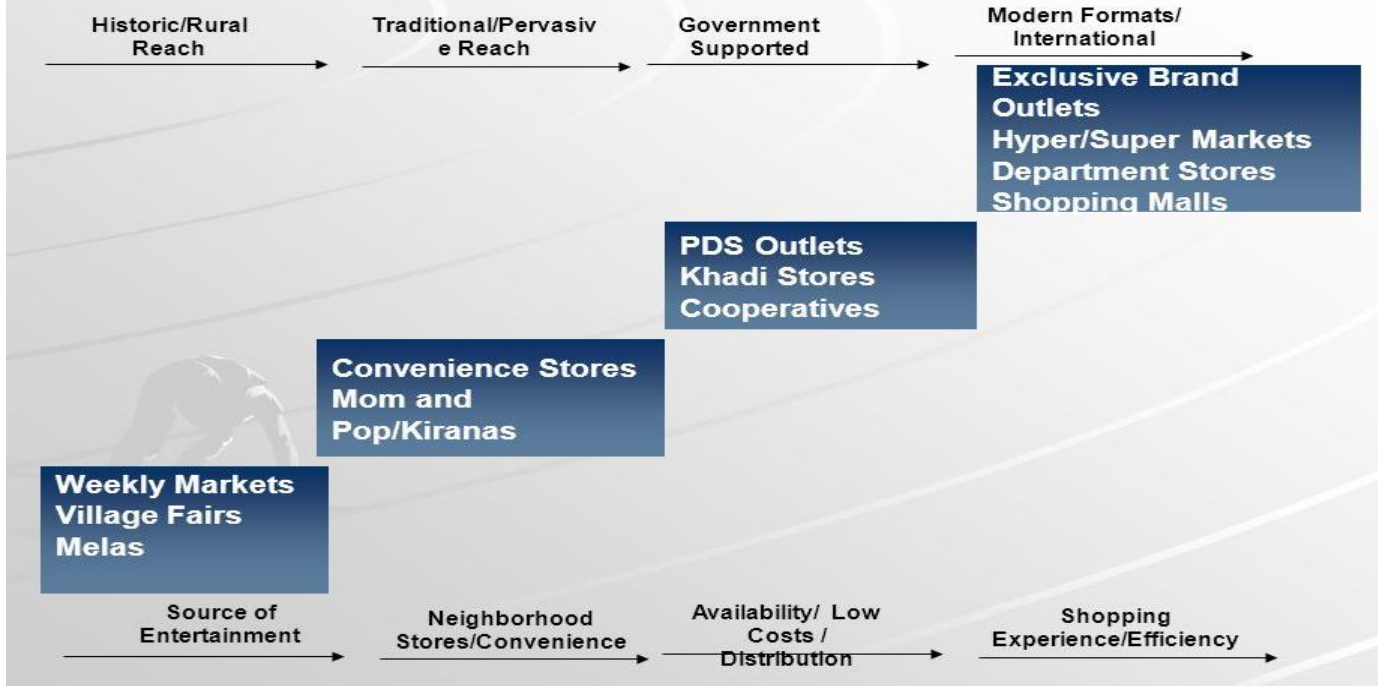 Historic/Rural
Reach
Traditional/Pervasiv
e Reach
Government
Supported
Modern Formats/
International
Exclusive Brand
Outlets
Hyper/Super Markets
Department Stores
Shopping Malls
PDS Outlets
Khadi Stores
Cooperatives
Convenience Stores
Mom and
Pop/Kiranas
Weekly Markets
Village Fairs
Melas
Source of
Entertainment
Neighborhood
Stores/Convenience
Availability/ Low
Costs /
Distribution
Shopping
Experience/Efficiency